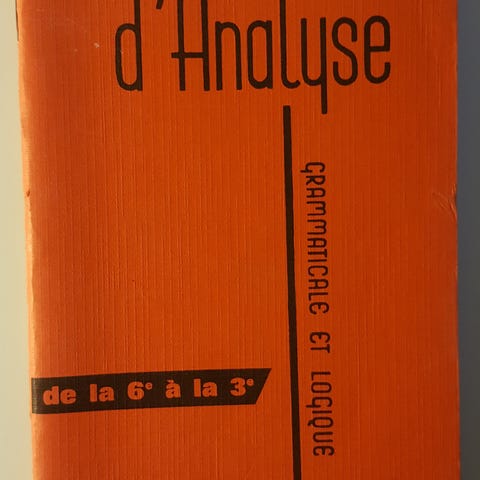 d'Analyse
GRAMMATICALE ET LOGIQUE
de la 6e à la 3e